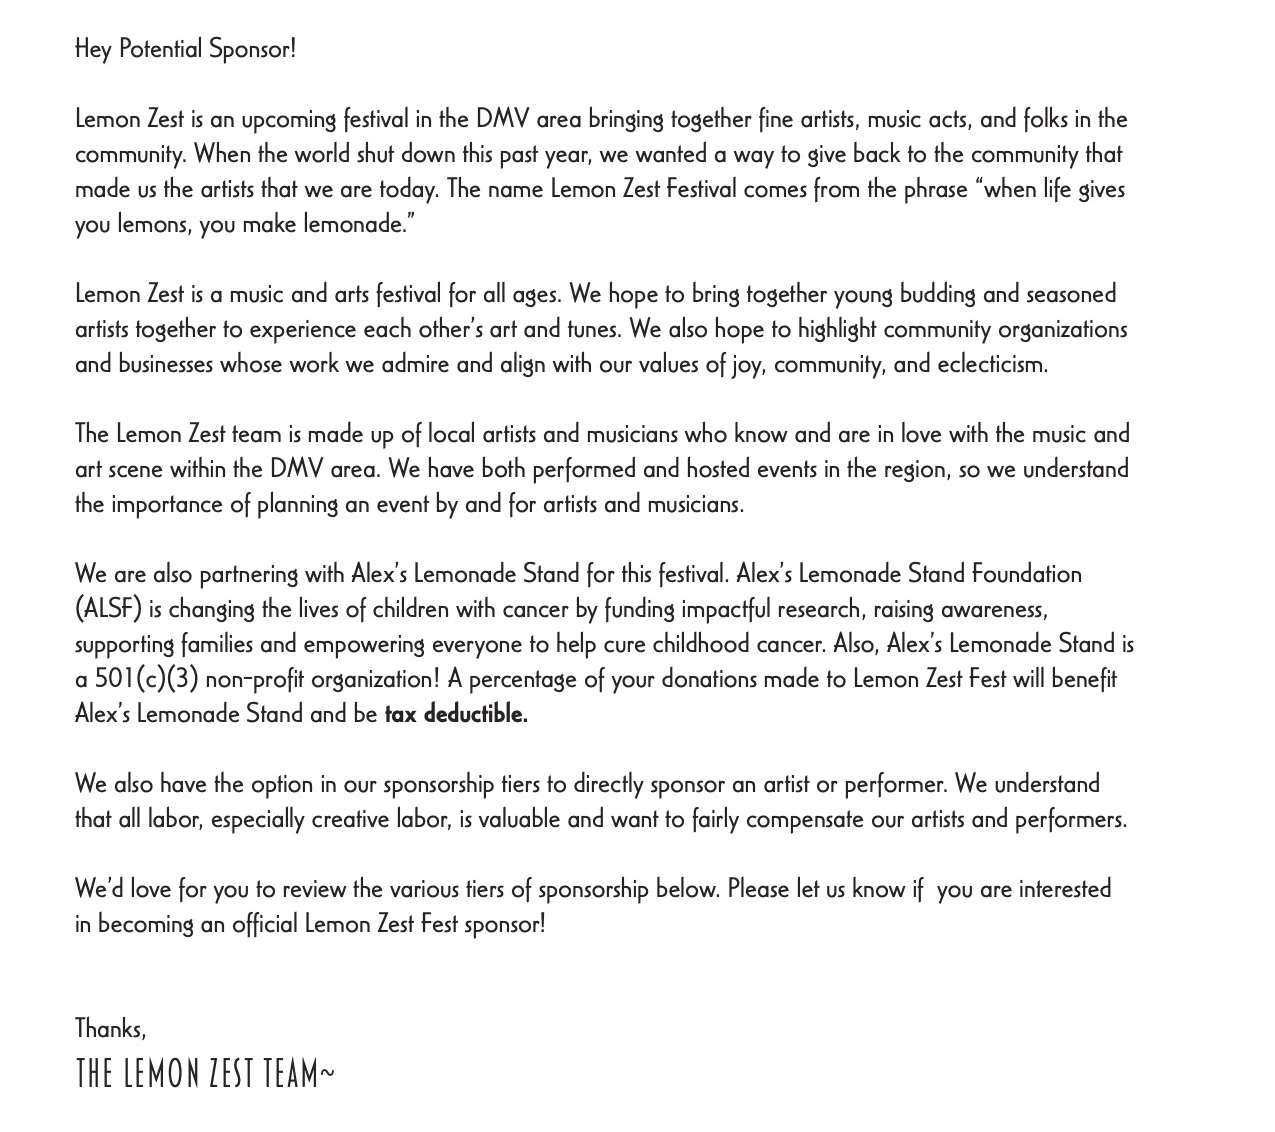 Hey Potential Sponsor!
Lemon Zest is an upcoming festival in the DMV area bringing together fine artists, music acts, and folks in the
community. When the world shut down this past year, we wanted a way to give back to the community that
made us the artists that we are today. The name Lemon Zest Festival comes from the phrase “when life gives
you lemons, you make lemonade.”
Lemon Zest is a music and arts festival for all ages. We hope to bring together young budding and seasoned
artists together to experience each other’s art and tunes. We also hope to highlight community organizations
and businesses whose work we admire and align with our values of joy, community, and eclecticism.
The Lemon Zest team is made up of local artists and musicians who know and are in love with the music and
art scene within the DMV area. We have both performed and hosted events in the region, so we understand
the importance of planning an event by and for artists and musicians.
We are also partnering with Alex’s Lemonade Stand for this festival. Alex’s Lemonade Stand Foundation
(ALSF) is changing the lives of children with cancer by funding impactful research, raising awareness,
supporting families and empowering everyone to help cure childhood cancer. Also, Alex’s Lemonade Stand is
a 501(c)(3) non-profit organization! A percentage of your donations made to Lemon Zest Fest will benefit
Alex’s Lemonade Stand and be tax deductible.
We also have the option in our sponsorship tiers to directly sponsor an artist or performer. We understand
that all labor, especially creative labor, is valuable and want to fairly compensate our artists and performers.
We’d love for you to review the various tiers of sponsorship below. Please let us know if  you are interested
in becoming an official Lemon Zest Fest sponsor!
Thanks,
THE LEMON ZEST TEAM~